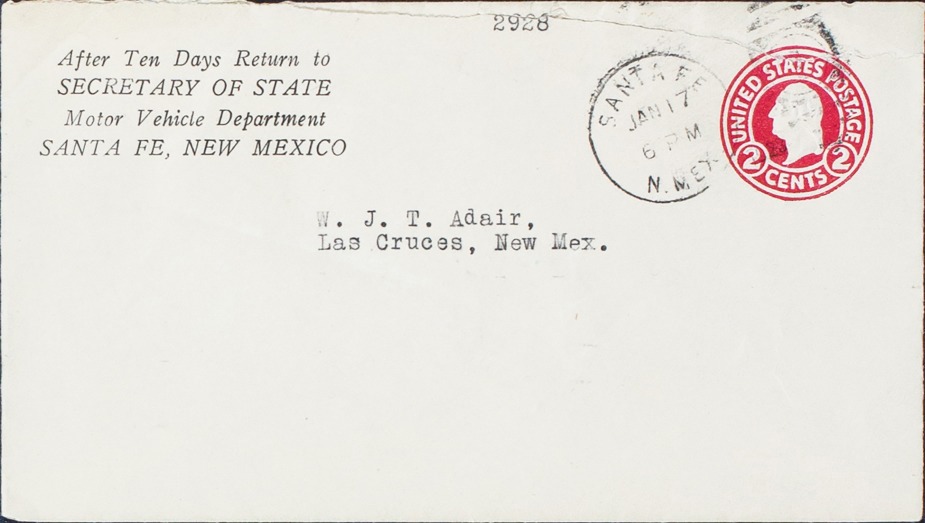 2928
After Ten Days Return to
SECRETARY OF STATE
Motor Vehicle Department
SANTA FE, NEW MEXICO
SANTA FE
JAN 17
6 PM
N. MEX
UNITED STATES POSTAGE
2 CENTS 2
W. J. T. Adair,
Las Cruces, New Mex.